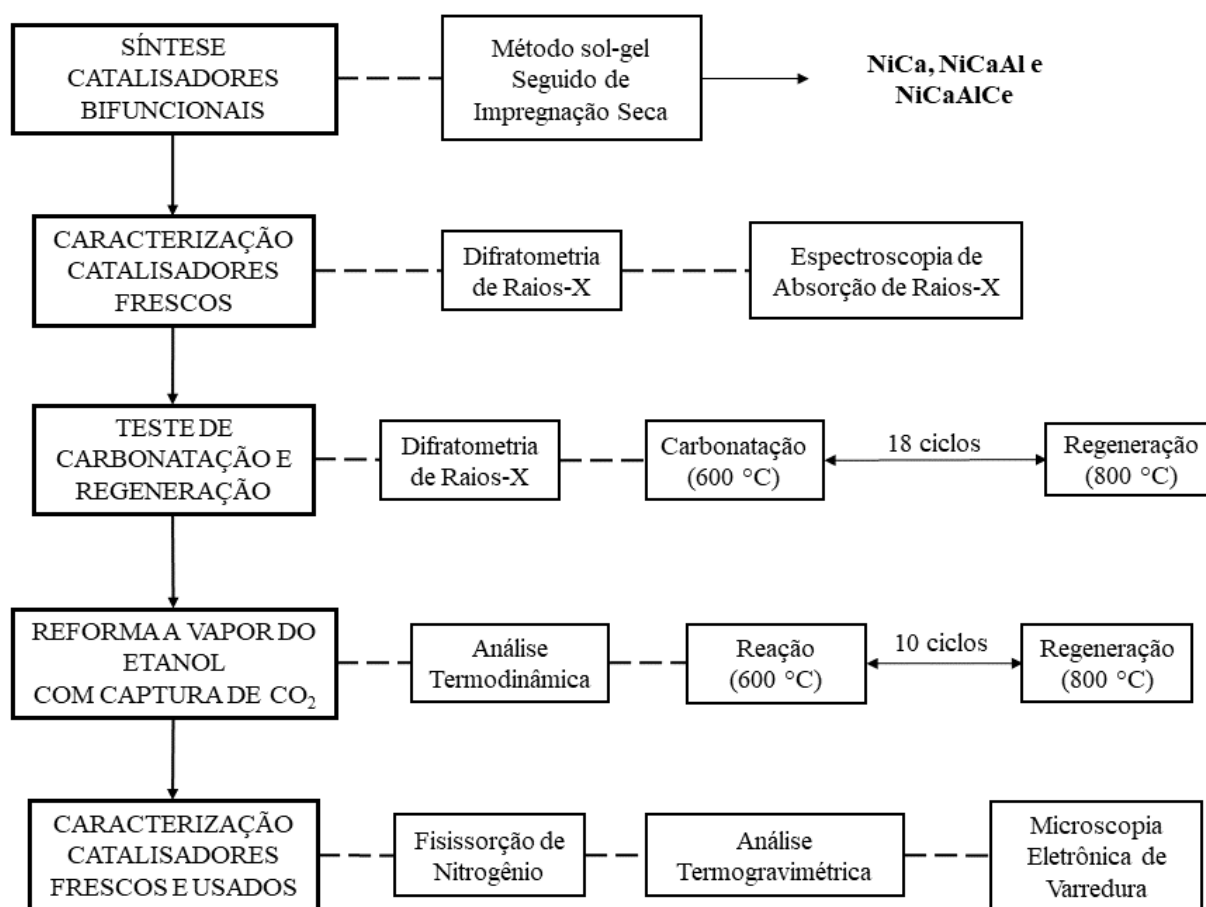 SÍNTESE
CATALISADORES
BIFUNCIONAIS
Método sol-gel
Seguido de
Impregnação Seca
NiCa, NiCaAl e
NiCaAlCe
CARACTERIZAÇÃO
CATALISADORES
FRESCOS
Difratometria
de Raios-X
Espectroscopia de
Absorção de Raios-X
TESTE DE
CARBONATAÇÃO E
REGENERAÇÃO
Difratometria
de Raios-X
Carbonatação
(600 °C)
18 ciclos
Regeneração
(800 °C)
REFORMA A VAPOR DO
ETANOL
COM CAPTURA DE CO₂
Análise
Termodinâmica
Reação
(600 °C)
10 ciclos
Regeneração
(800 °C)
CARACTERIZAÇÃO
CATALISADORES
FRESCOS E USADOS
Fisissorção de
Nitrogênio
Análise
Termogravimétrica
Microscopia
Eletrônica de
Varredura